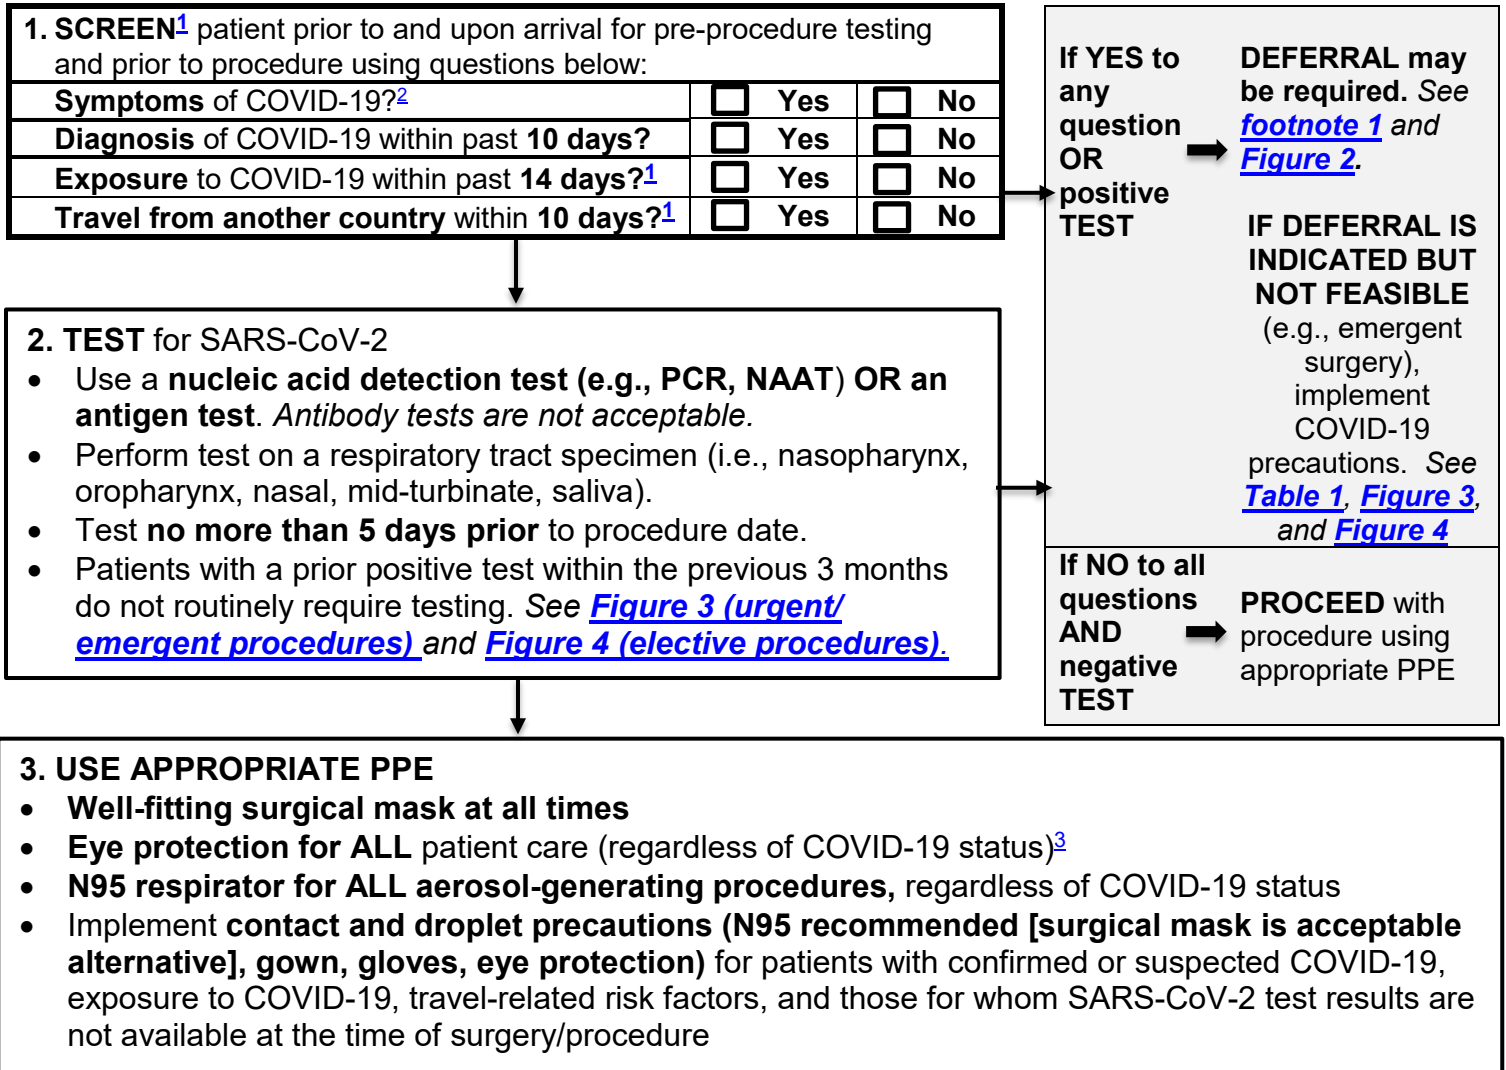 1. SCREEN1 patient prior to and upon arrival for pre-procedure testing
and prior to procedure using questions below:
Symptoms of COVID-19?2 Yes No
Diagnosis of COVID-19 within past 10 days? Yes No
Exposure to COVID-19 within past 14 days?1 Yes No
Travel from another country within 10 days?1 Yes No
If YES to
any
question
OR
positive
TEST
DEFERRAL may
be required. See
footnote 1 and
Figure 2.
IF DEFERRAL IS
INDICATED BUT
NOT FEASIBLE
(e.g., emergent
surgery),
implement
COVID-19
precautions. See
Table 1, Figure 3,
and Figure 4
If NO to all
questions
AND
negative
TEST
PROCEED with
procedure using
appropriate PPE
2. TEST for SARS-CoV-2
• Use a nucleic acid detection test (e.g., PCR, NAAT) OR an
antigen test. Antibody tests are not acceptable.
• Perform test on a respiratory tract specimen (i.e., nasopharynx,
oropharynx, nasal, mid-turbinate, saliva).
• Test no more than 5 days prior to procedure date.
• Patients with a prior positive test within the previous 3 months
do not routinely require testing. See Figure 3 (urgent/
emergent procedures) and Figure 4 (elective procedures).
3. USE APPROPRIATE PPE
• Well-fitting surgical mask at all times
• Eye protection for ALL patient care (regardless of COVID-19 status)3
• N95 respirator for ALL aerosol-generating procedures, regardless of COVID-19 status
• Implement contact and droplet precautions (N95 recommended [surgical mask is acceptable
alternative], gown, gloves, eye protection) for patients with confirmed or suspected COVID-19,
exposure to COVID-19, travel-related risk factors, and those for whom SARS-CoV-2 test results are
not available at the time of surgery/procedure